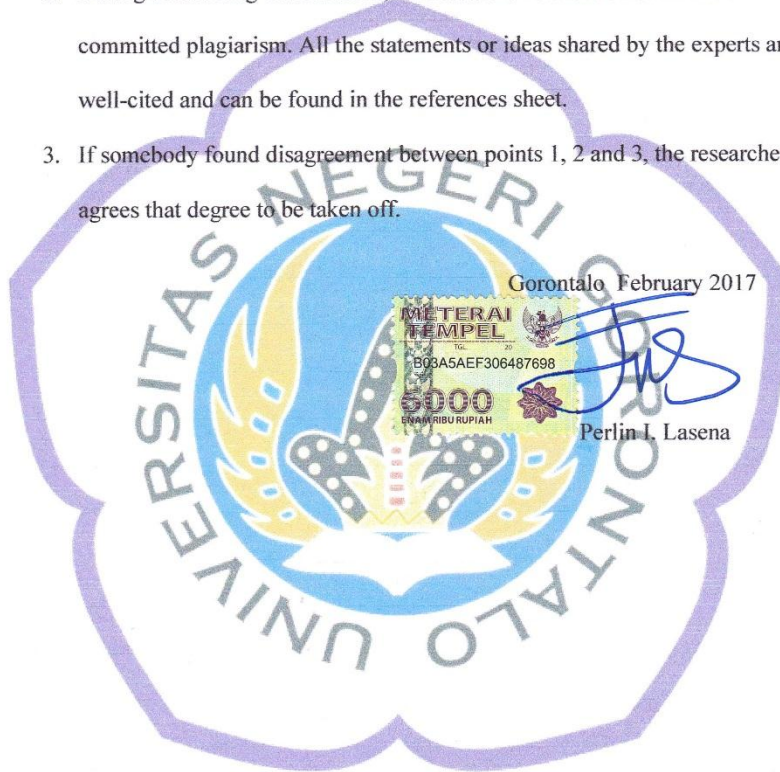 committed plagiarism. All the statements or ideas shared by the experts
well-cited and can be found in the references sheet.
3. If somebody found disagreement between points 1, 2 and 3, the researche
agrees that degree to be taken off.
Gorontalo February 2017
METERAI
TEMPEL
TGL. 20
B03A5AEF306487698
6000
ENAM RIBU RUPIAH
Perlin I. Lasena
UNIVERSITAS NEGERI GORONTALO